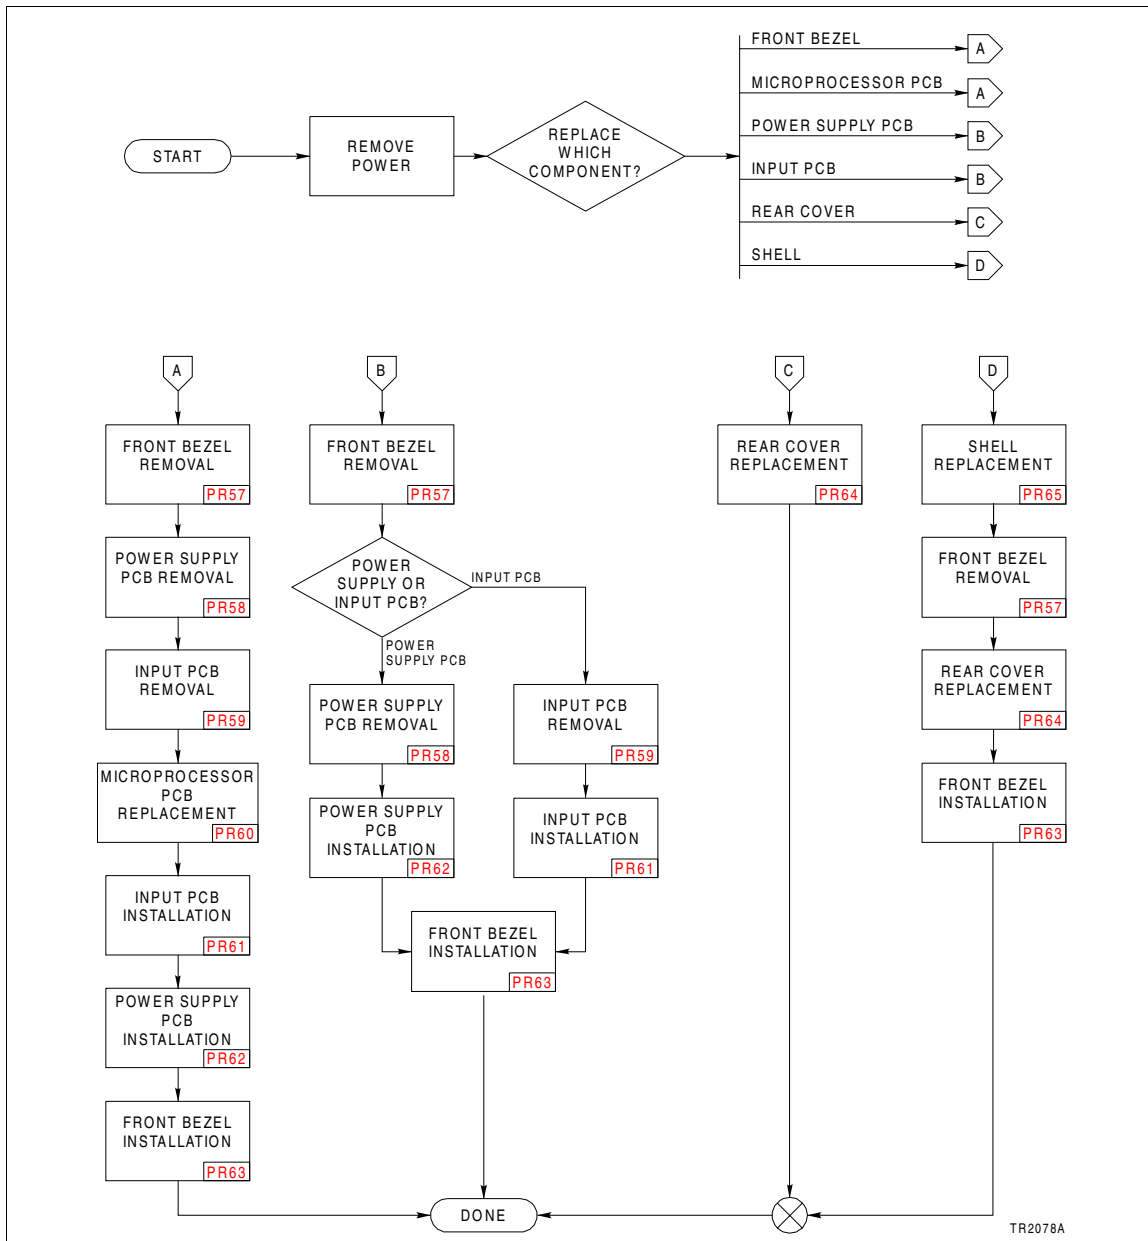 FRONT BEZEL
A
MICROPROCESSOR PCB
A
POWER SUPPLY PCB
B
INPUT PCB
B
REAR COVER
C
SHELL
D
START
REMOVE
POWER
REPLACE
WHICH
COMPONENT?
A
FRONT BEZEL
REMOVAL
PR57
POWER SUPPLY
PCB REMOVAL
PR58
INPUT PCB
REMOVAL
PR59
MICROPROCESSOR
PCB
REPLACEMENT
PR60
INPUT PCB
INSTALLATION
PR61
POWER SUPPLY
PCB
INSTALLATION
PR62
FRONT BEZEL
INSTALLATION
PR63
B
FRONT BEZEL
REMOVAL
PR57
POWER
SUPPLY OR
INPUT PCB?
INPUT PCB
POWER
SUPPLY PCB
POWER SUPPLY
PCB REMOVAL
PR58
POWER SUPPLY
PCB
INSTALLATION
PR62
INPUT PCB
REMOVAL
PR59
INPUT PCB
INSTALLATION
PR61
FRONT BEZEL
INSTALLATION
PR63
C
REAR COVER
REPLACEMENT
PR64
D
SHELL
REPLACEMENT
PR65
FRONT BEZEL
REMOVAL
PR57
REAR COVER
REPLACEMENT
PR64
FRONT BEZEL
INSTALLATION
PR63
DONE
TR2078A